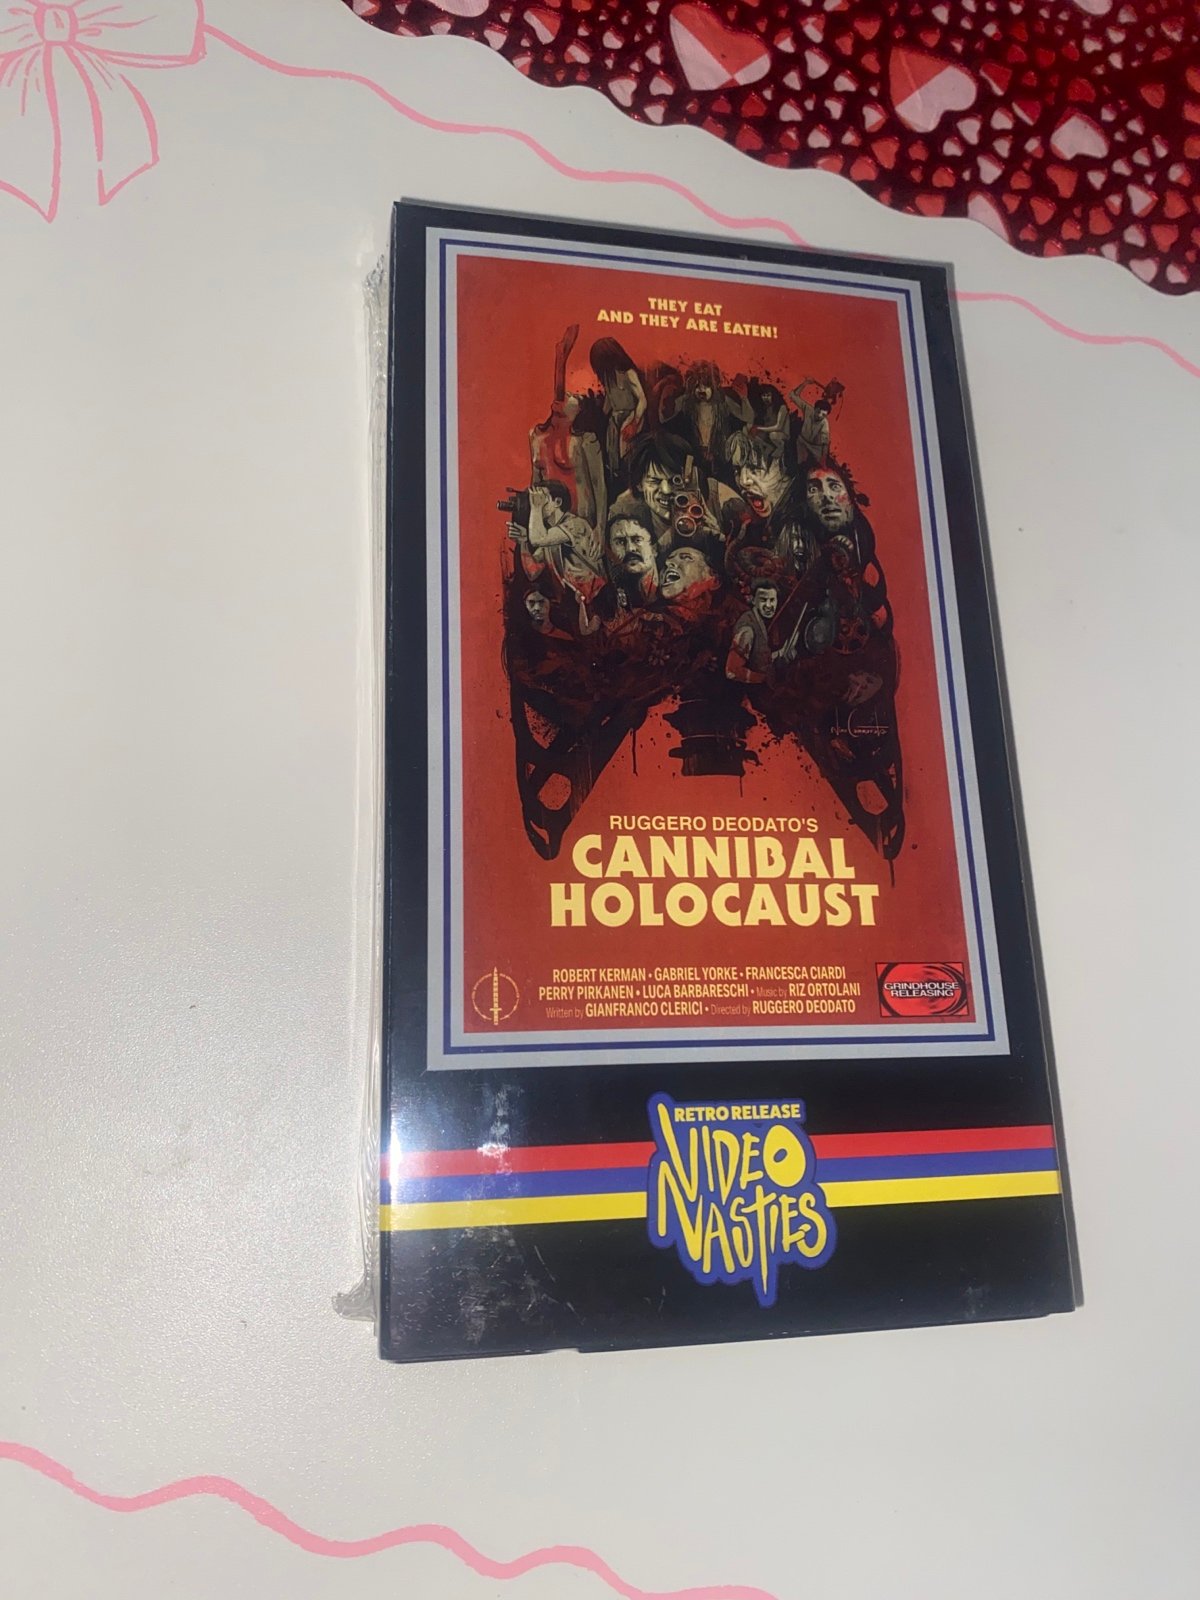 THEY EAT
AND THEY ARE EATEN!
RUGGERO DEODATO'S
CANNIBAL
HOLOCAUST
ROBERT KERMAN • GABRIEL YORKE • FRANCESCA CIARDI
PERRY PIRKANEN • LUCA BARBARESCHI • Music by RIZ ORTOLANI
Written by GIANFRANCO CLERICI • Directed by RUGGERO DEODATO
GRINDHOUSE
RELEASING
RETRO RELEASE
VIDEO
NASTIES